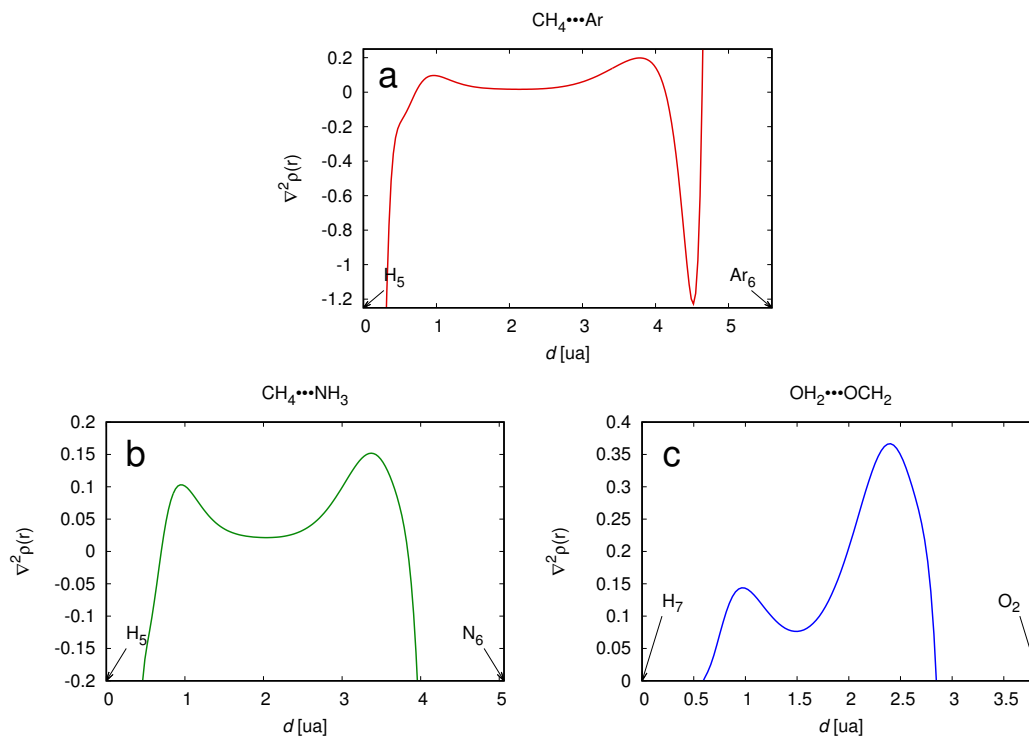 CH₄•••Ar
a
∇²ρ(r)
0.2
0
-0.2
-0.4
-0.6
-0.8
-1
-1.2
H₅
Ar₆
0 1 2 3 4 5
d [ua]
CH₄•••NH₃
b
∇²ρ(r)
0.2
0.15
0.1
0.05
0
-0.05
-0.1
-0.15
-0.2
H₅
N₆
0 1 2 3 4 5
d [ua]
OH₂•••OCH₂
c
∇²ρ(r)
0.4
0.35
0.3
0.25
0.2
0.15
0.1
0.05
0
H₇
O₂
0 0.5 1 1.5 2 2.5 3 3.5
d [ua]